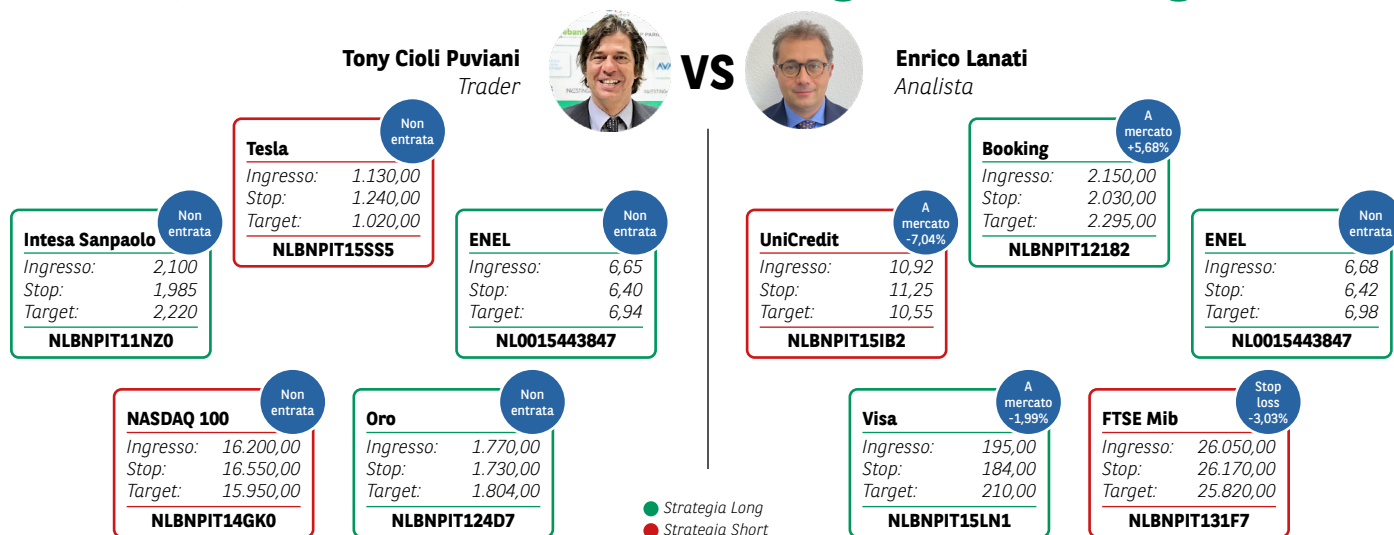 Tony Cioli Puviani
Trader
VS
Enrico Lanati
Analista
Non
entrata
Tesla
Ingresso: 1.130,00
Stop: 1.240,00
Target: 1.020,00
NLBNPIT15SS5
Non
entrata
Intesa Sanpaolo
Ingresso: 2,100
Stop: 1,985
Target: 2,220
NLBNPIT11NZ0
Non
entrata
ENEL
Ingresso: 6,65
Stop: 6,40
Target: 6,94
NL0015443847
Non
entrata
NASDAQ 100
Ingresso: 16.200,00
Stop: 16.550,00
Target: 15.950,00
NLBNPIT14GK0
Non
entrata
Oro
Ingresso: 1.770,00
Stop: 1.730,00
Target: 1.804,00
NLBNPIT124D7
A
mercato
+5,68%
Booking
Ingresso: 2.150,00
Stop: 2.030,00
Target: 2.295,00
NLBNPIT12182
A
mercato
-7,04%
UniCredit
Ingresso: 10,92
Stop: 11,25
Target: 10,55
NLBNPIT15IB2
Non
entrata
ENEL
Ingresso: 6,68
Stop: 6,42
Target: 6,98
NL0015443847
A
mercato
-1,99%
Visa
Ingresso: 195,00
Stop: 184,00
Target: 210,00
NLBNPIT15LN1
Stop
loss
-3,03%
FTSE Mib
Ingresso: 26.050,00
Stop: 26.170,00
Target: 25.820,00
NLBNPIT131F7
Strategia Long
Strategia Short